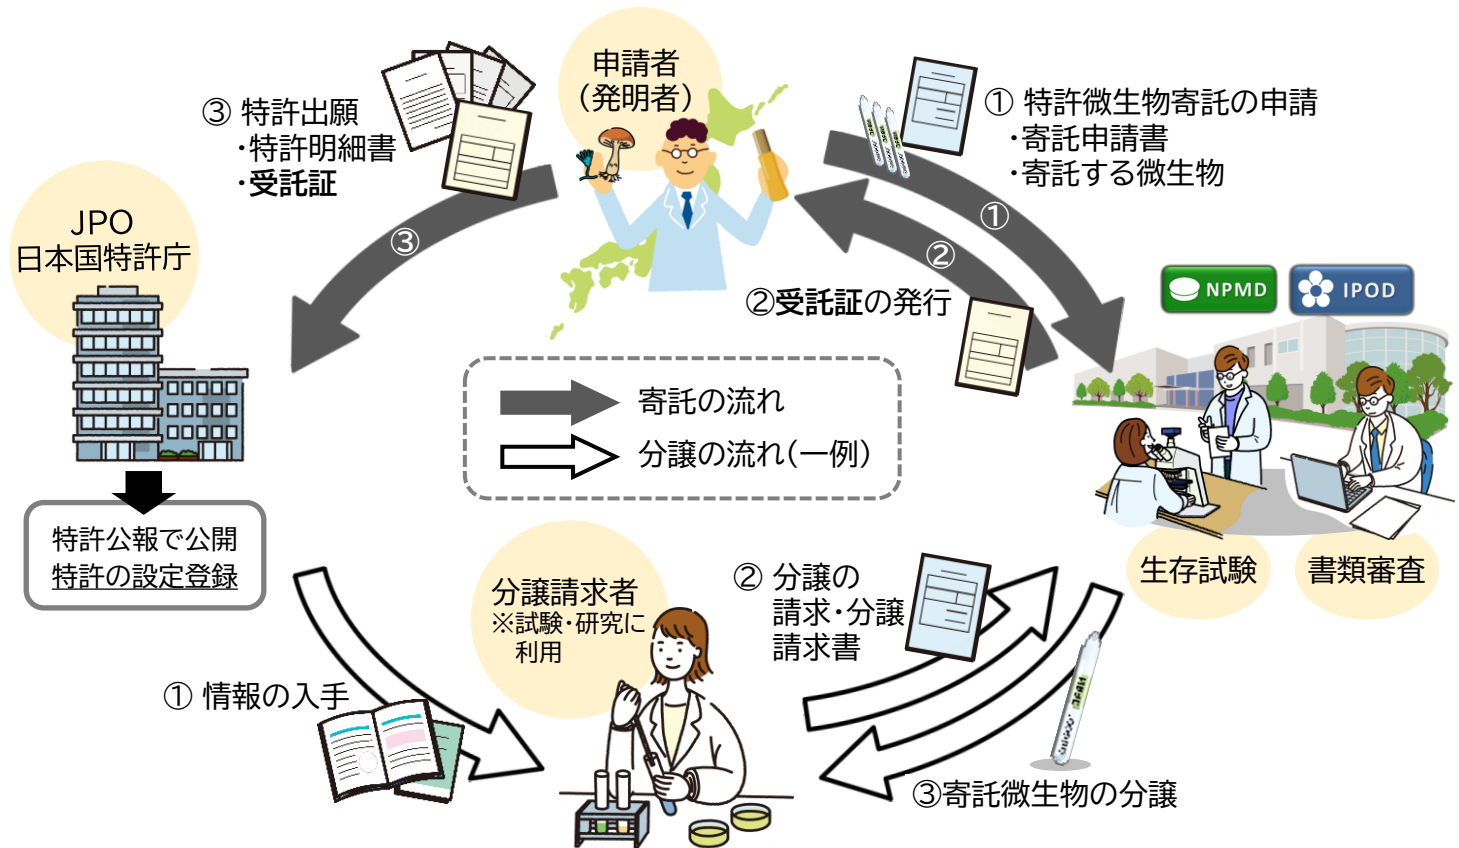 申請者
（発明者）
① 特許微生物寄託の申請
・寄託申請書
・寄託する微生物
③ 特許出願
・特許明細書
・受託証
JPO
日本国特許庁
③
①
②
②受託証の発行
NPMD
IPOD
寄託の流れ
分譲の流れ（一例）
特許公報で公開
特許の設定登録
生存試験
書類審査
分譲請求者
※試験・研究に
利用
② 分譲の
請求・分譲
請求書
① 情報の入手
③寄託微生物の分譲